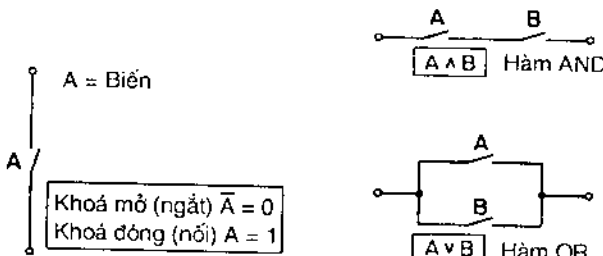 A = Biến
A
Khoá mở (ngắt) A̅ = 0
Khoá đóng (nối) A = 1
A B
A ∧ B Hàm AND
A
B
A ∨ B Hàm OR